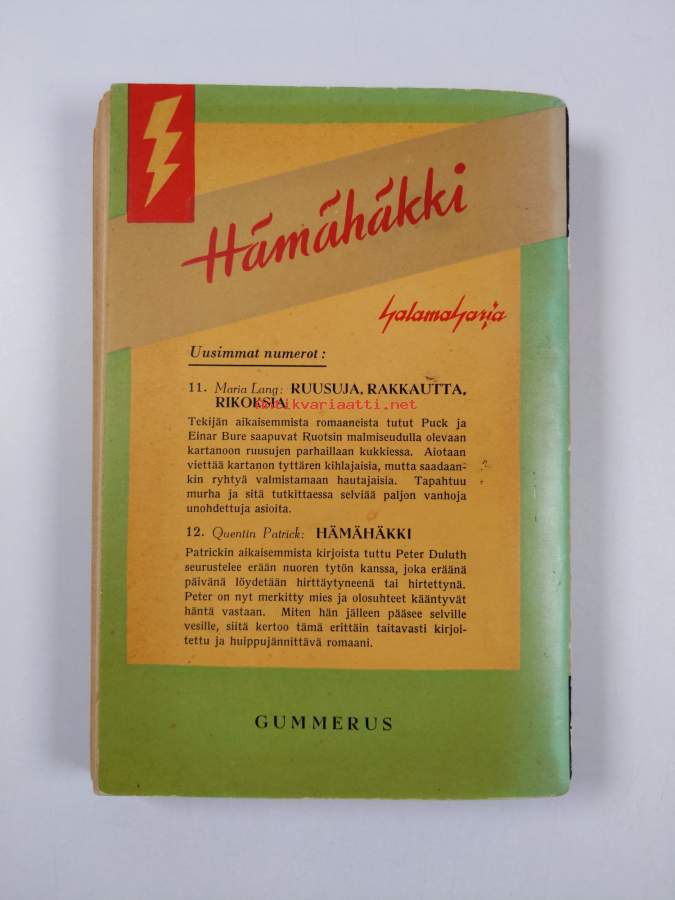 Hämähäkki
Salamasarja
Uusimmat numerot:
11. Maria Lang: RUUSUJA, RAKKAUTTA,
RIKOKSIA
antikvariaatti.net
Tekijän aikaisemmista romaaneista tutut Puck ja
Einar Bure saapuvat Ruotsin malmiseudulla olevaan
kartanoon ruusujen parhaillaan kukkiessa. Aiotaan
viettää kartanon tyttären kihlajaisia, mutta saadaan-
kin ryhtyä valmistamaan hautajaisia. Tapahtuu
murha ja sitä tutkittaessa selviää paljon vanhoja
unohdettuja asioita.
12. Quentin Patrick: HÄMÄHÄKKI
Patrickin aikaisemmista kirjoista tuttu Peter Duluth
seurustelee erään nuoren tytön kanssa, joka eräänä
päivänä löydetään hirttäytyneenä tai hirtettynä.
Peter on nyt merkitty mies ja olosuhteet kääntyvät
häntä vastaan. Miten hän jälleen pääsee selville
vesille, siitä kertoo tämä erittäin taitavasti kirjoi-
tettu ja huippujännittävä romaani.
GUMMERUS